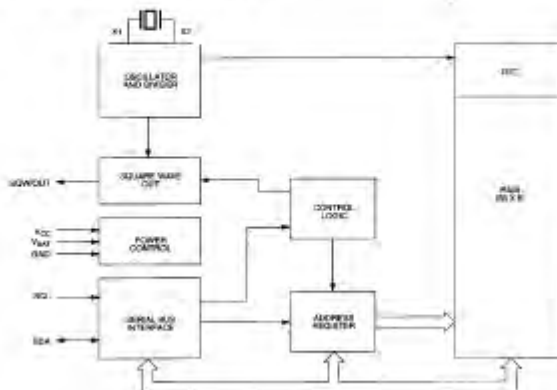 X1 X2
OSCILLATOR
AND DIVIDER
RTC
SQUARE WAVE
OUT
SQW/OUT
CONTROL
LOGIC
RAM
VCC
VBAT
GND
POWER
CONTROL
SCL
SERIAL BUS
INTERFACE
ADDRESS
REGISTER
SDA